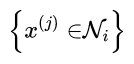 {x^{(j)} ∈ 𝒩_i}